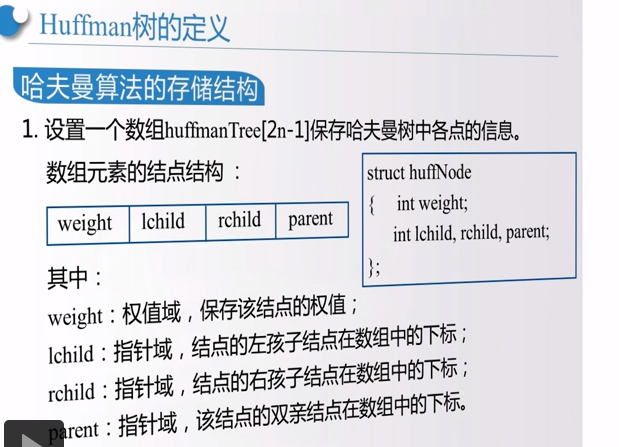 Huffman树的定义
哈夫曼算法的存储结构
1. 设置一个数组huffmanTree[2n-1]保存哈夫曼树中各点的信息。
数组元素的结点结构：
weight lchild rchild parent
struct huffNode
{ int weight;
int lchild, rchild, parent;
};
其中：
weight：权值域，保存该结点的权值；
lchild：指针域，结点的左孩子结点在数组中的下标；
rchild：指针域，结点的右孩子结点在数组中的下标；
parent：指针域，该结点的双亲结点在数组中的下标。